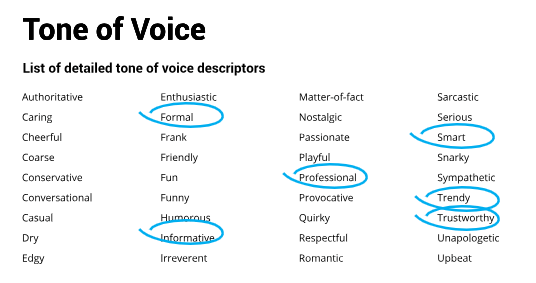 Tone of Voice
List of detailed tone of voice descriptors
Authoritative
Caring
Cheerful
Coarse
Conservative
Conversational
Casual
Dry
Edgy
Enthusiastic
Formal
Frank
Friendly
Fun
Funny
Humorous
Informative
Irreverent
Matter-of-fact
Nostalgic
Passionate
Playful
Professional
Provocative
Quirky
Respectful
Romantic
Sarcastic
Serious
Smart
Snarky
Sympathetic
Trendy
Trustworthy
Unapologetic
Upbeat